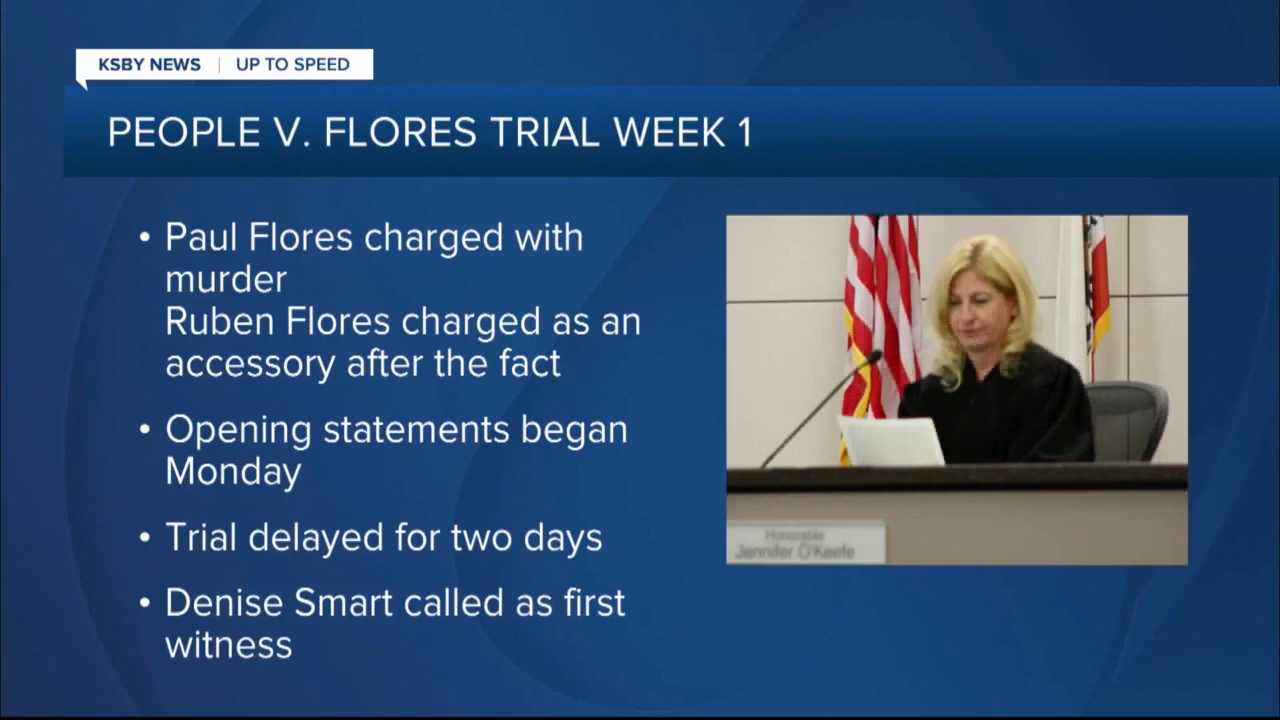 KSBY NEWS | UP TO SPEED
PEOPLE V. FLORES TRIAL WEEK 1
• Paul Flores charged with
murder
Ruben Flores charged as an
accessory after the fact
• Opening statements began
Monday
• Trial delayed for two days
• Denise Smart called as first
witness
Honorable
Jennifer O'Keefe